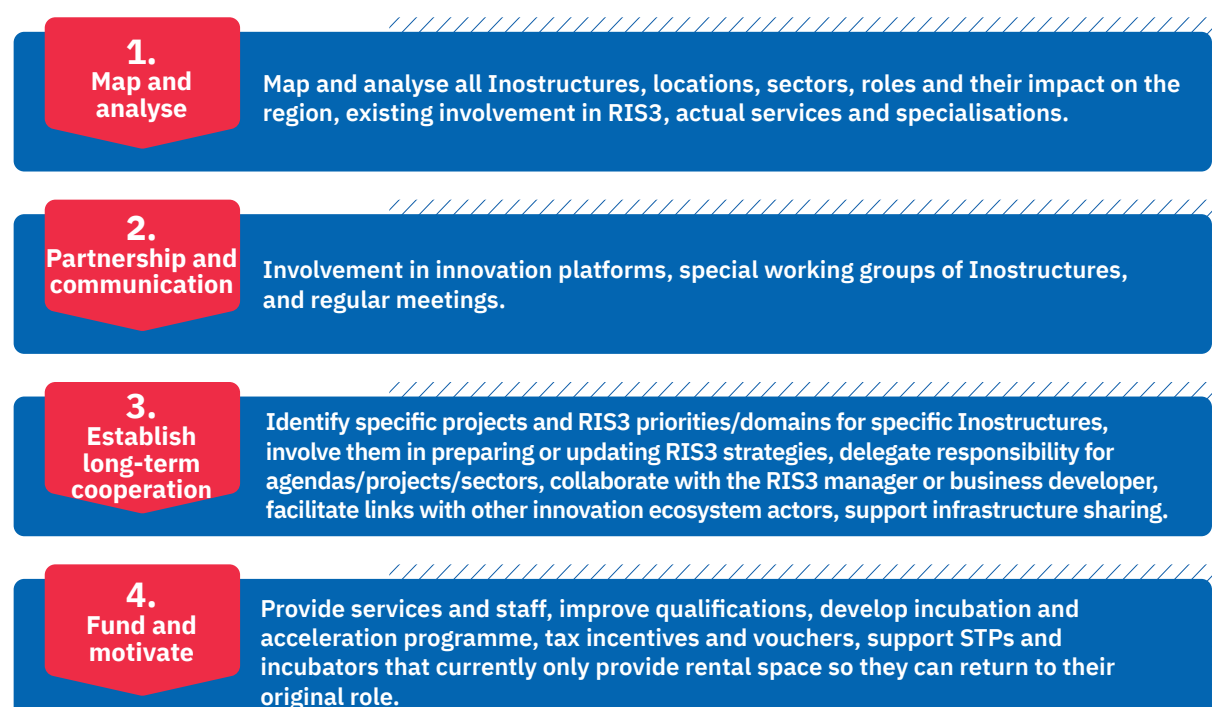 1.
Map and
analyse
Map and analyse all Inostructures, locations, sectors, roles and their impact on the
region, existing involvement in RIS3, actual services and specialisations.
2.
Partnership and
communication
Involvement in innovation platforms, special working groups of Inostructures,
and regular meetings.
3.
Establish
long-term
cooperation
Identify specific projects and RIS3 priorities/domains for specific Inostructures,
involve them in preparing or updating RIS3 strategies, delegate responsibility for
agendas/projects/sectors, collaborate with the RIS3 manager or business developer,
facilitate links with other innovation ecosystem actors, support infrastructure sharing.
4.
Fund and
motivate
Provide services and staff, improve qualifications, develop incubation and
acceleration programme, tax incentives and vouchers, support STPs and
incubators that currently only provide rental space so they can return to their
original role.